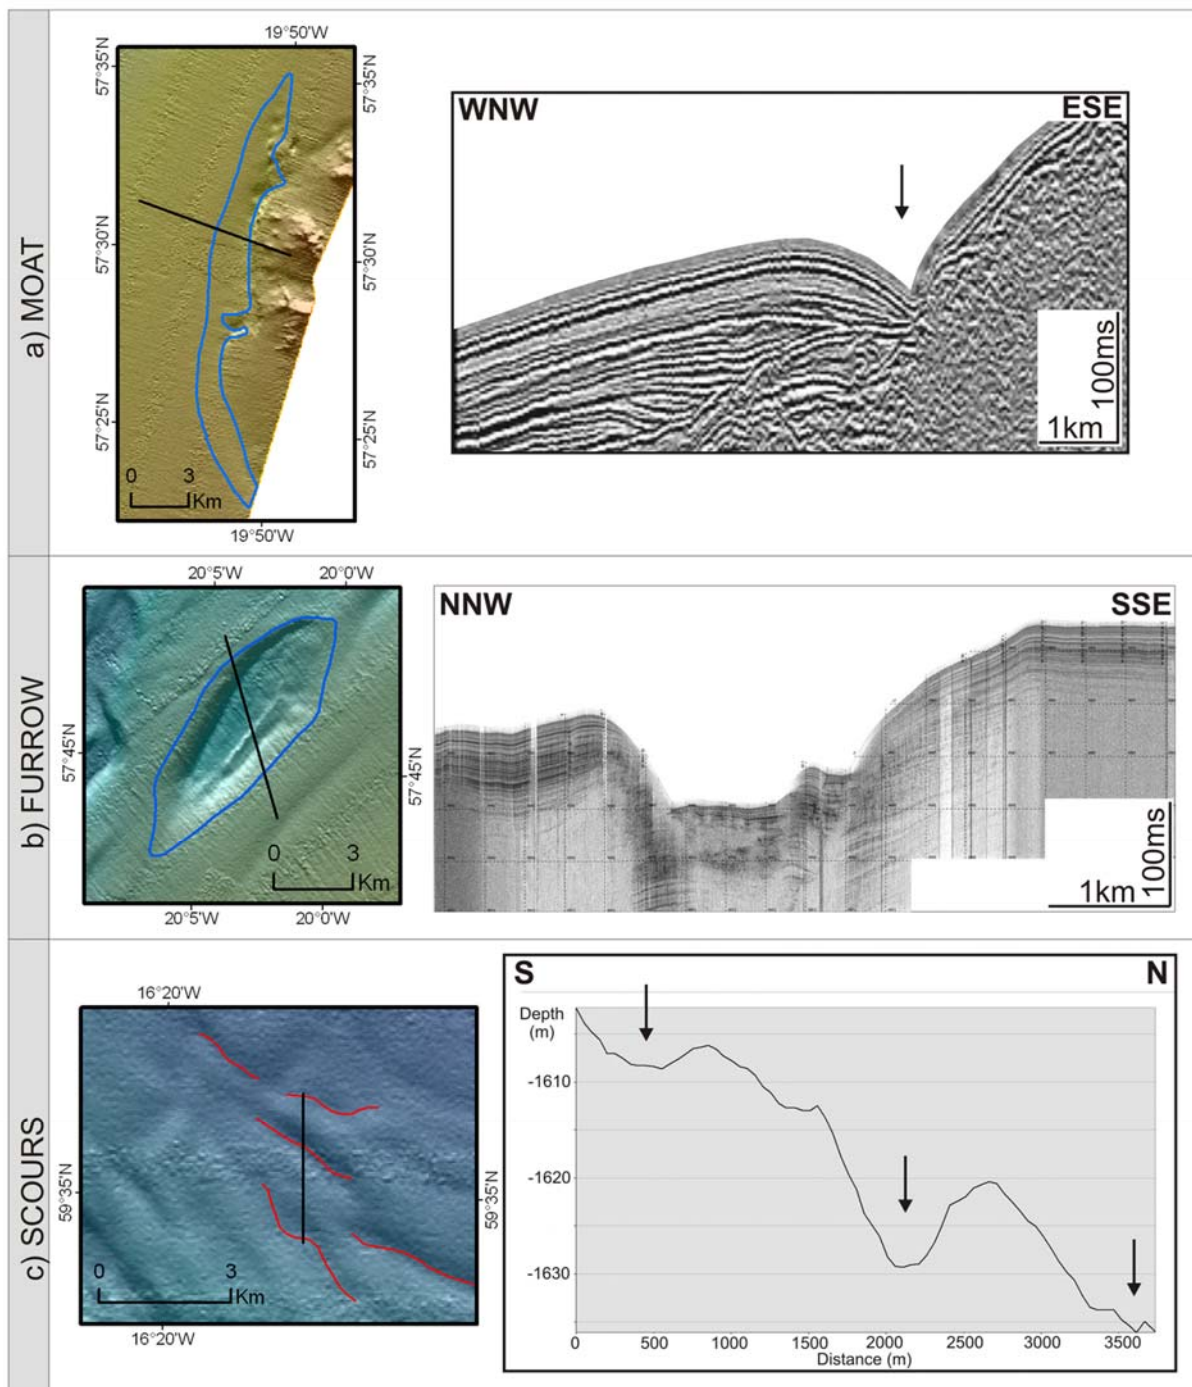 a) MOAT
19°50'W
57°35'N
57°35'N
57°30'N
57°30'N
57°25'N
57°25'N
0 3
Km
19°50'W
WNW ESE
100ms
1km
b) FURROW
20°5'W 20°0'W
57°45'N
57°45'N
0 3
Km
20°5'W 20°0'W
NNW SSE
100ms
1km
c) SCOURS
16°20'W
59°35'N
59°35'N
0 3
Km
16°20'W
S N
Depth
(m)
-1610
-1620
-1630
0 500 1000 1500 2000 2500 3000 3500
Distance (m)